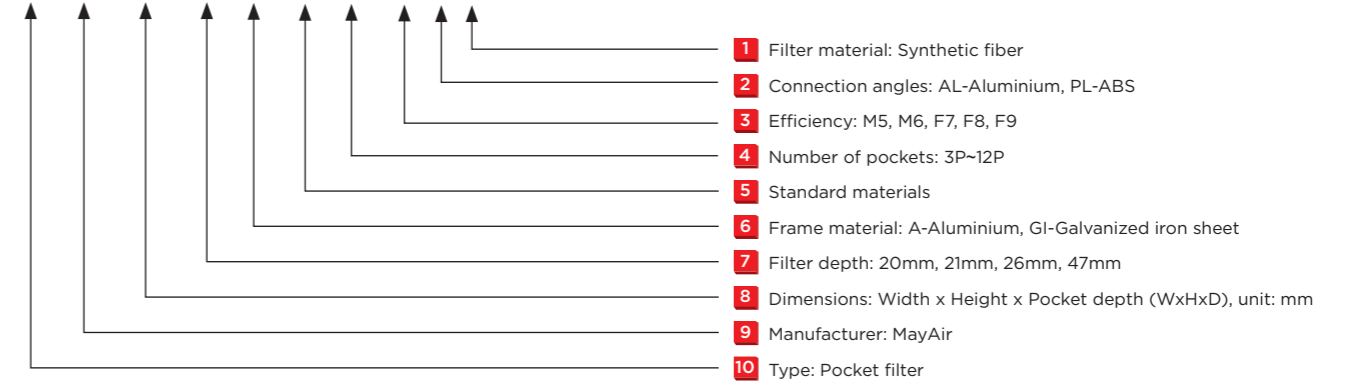 1 Filter material: Synthetic fiber
2 Connection angles: AL-Aluminium, PL-ABS
3 Efficiency: M5, M6, F7, F8, F9
4 Number of pockets: 3P~12P
5 Standard materials
6 Frame material: A-Aluminium, GI-Galvanized iron sheet
7 Filter depth: 20mm, 21mm, 26mm, 47mm
8 Dimensions: Width x Height x Pocket depth (WxHxD), unit: mm
9 Manufacturer: MayAir
10 Type: Pocket filter